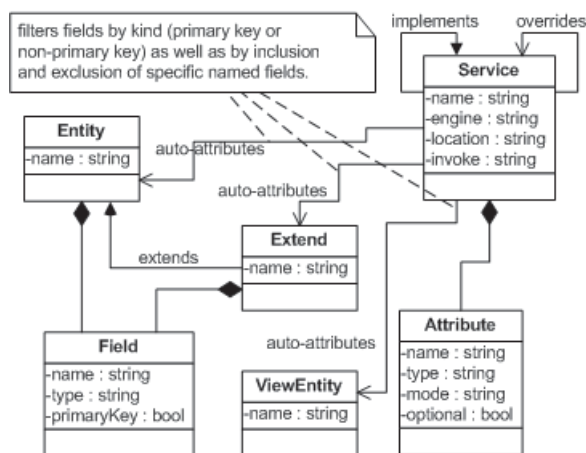 filters fields by kind (primary key or
non-primary key) as well as by inclusion
and exclusion of specific named fields.
implements
overrides
Service
-name : string
-engine : string
-location : string
-invoke : string
Entity
-name : string
auto-attributes
auto-attributes
extends
Extend
-name : string
auto-attributes
Field
-name : string
-type : string
-primaryKey : bool
ViewEntity
-name : string
Attribute
-name : string
-type : string
-mode : string
-optional : bool